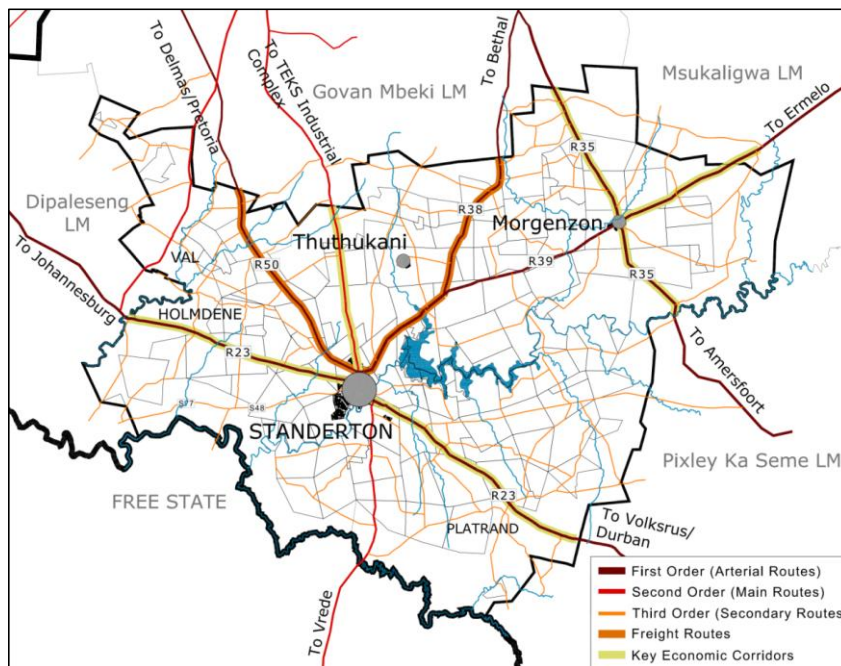 To Delmas/Pretoria
To TEKS Industrial
Complex
Govan Mbeki LM
To Bethal
Msukaligwa LM
To Ermelo
R35
Dipaleseng
LM
R38
Morgenzon
Thuthukani
VAL
R50
R39
R35
To Johannesburg
HOLMDENE
R23
To Amersfoort
S77
S48
STANDERTON
Pixley Ka Seme LM
FREE STATE
R23
PLATRAND
To Volksrus/
Durban
To Vrede
First Order (Arterial Routes)
Second Order (Main Routes)
Third Order (Secondary Routes
Freight Routes
Key Economic Corridors